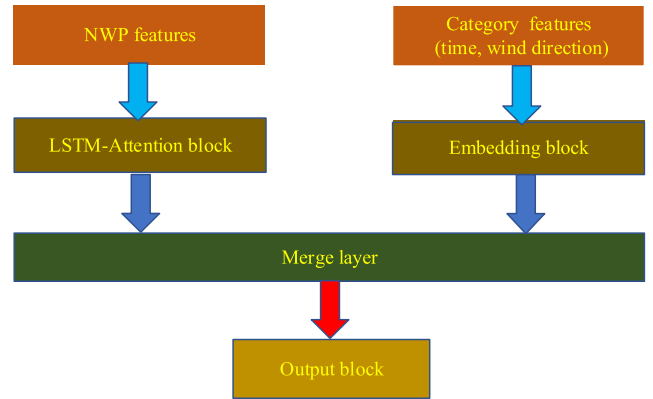 NWP features
Category features
(time, wind direction)
LSTM-Attention block
Embedding block
Merge layer
Output block